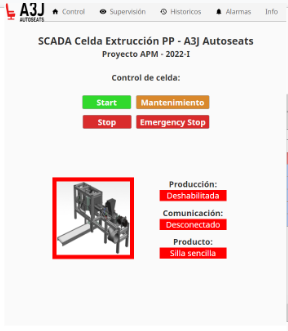 A3J
AUTOSEATS
Control
Supervisión
Historicos
Alarmas
Info
SCADA Celda Extrucción PP - A3J Autoseats
Proyecto APM - 2022-I
Control de celda:
Start
Mantenimiento
Stop
Emergency Stop
Producción:
Deshabilitada
Comunicación:
Desconectado
Producto:
Silla sencilla